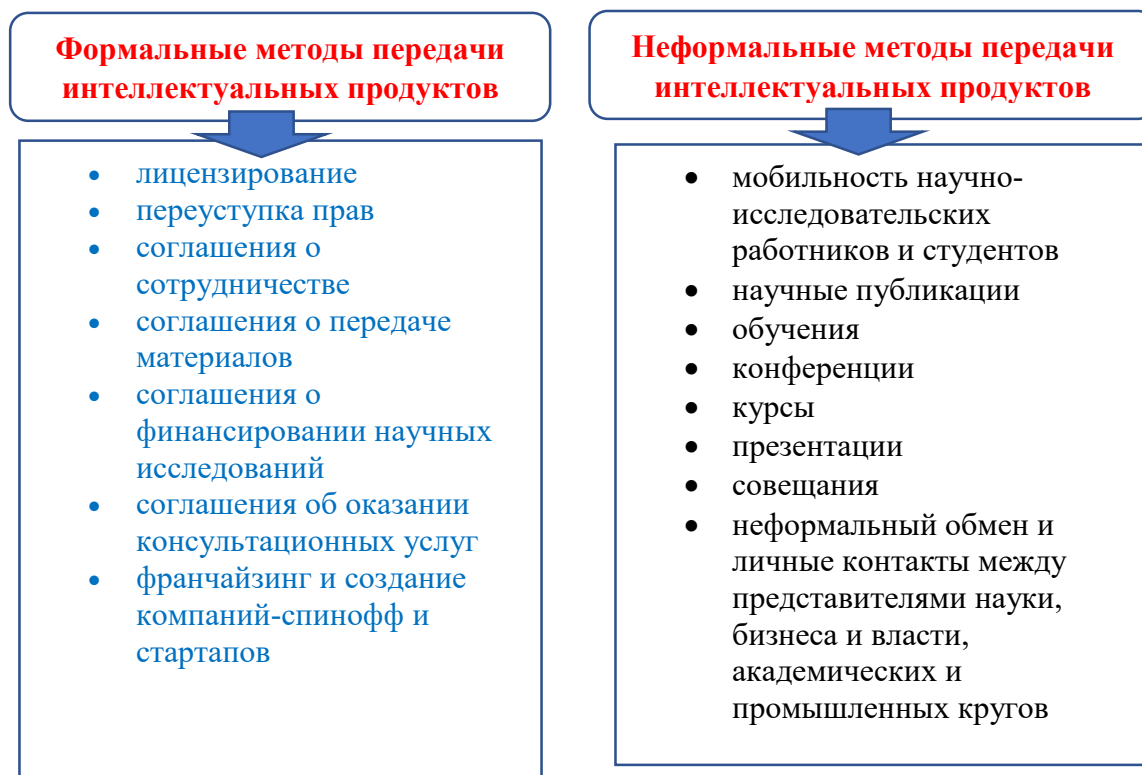 Формальные методы передачи
интеллектуальных продуктов
• лицензирование
• переуступка прав
• соглашения о
сотрудничестве
• соглашения о передаче
материалов
• соглашения о
финансировании научных
исследований
• соглашения об оказании
консультационных услуг
• франчайзинг и создание
компаний-спинофф и
стартапов
Неформальные методы передачи
интеллектуальных продуктов
• мобильность научно-
исследовательских
работников и студентов
• научные публикации
• обучения
• конференции
• курсы
• презентации
• совещания
• неформальный обмен и
личные контакты между
представителями науки,
бизнеса и власти,
академических и
промышленных кругов